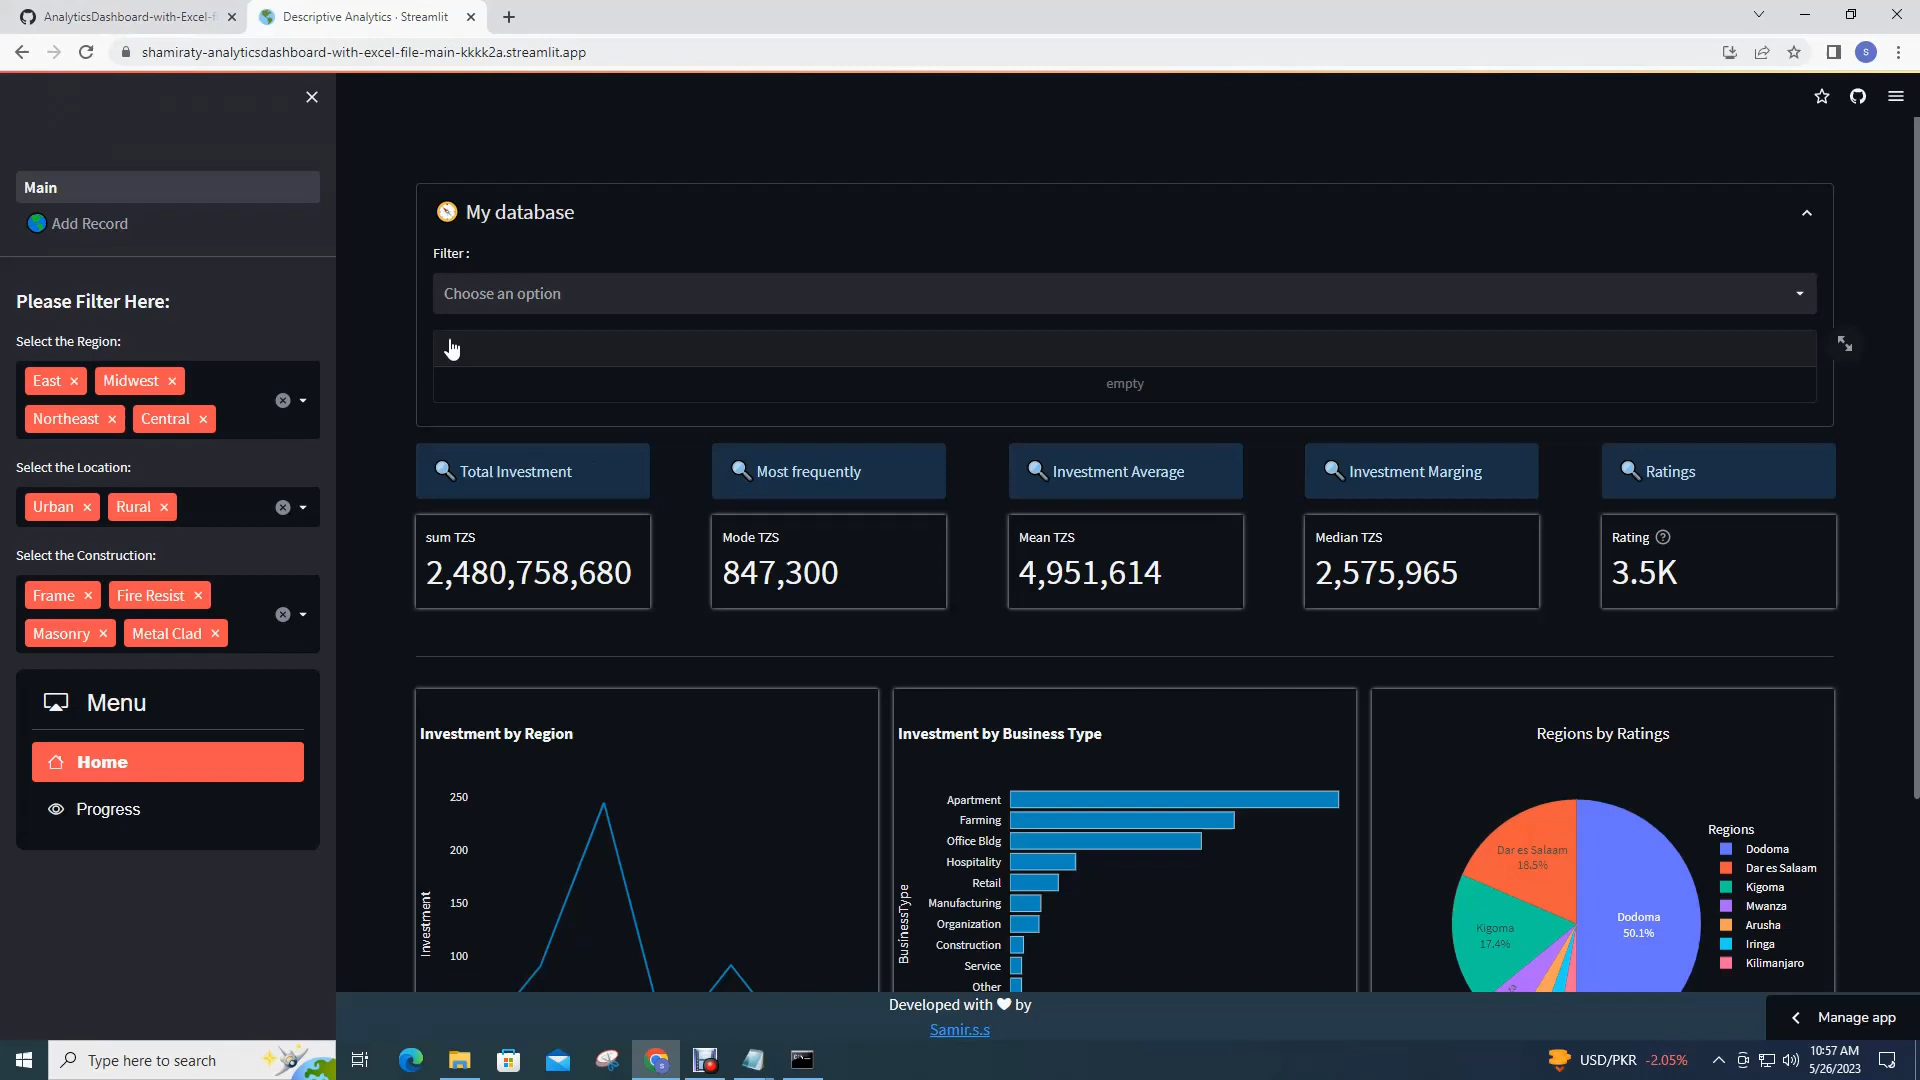 AnalyticsDashboard-with-Excel-f
Descriptive Analytics · Streamlit
shamiraty-analyticsdashboard-with-excel-file-main-kkkk2a.streamlit.app
S
Main
Add Record
Please Filter Here:
Select the Region:
East
Midwest
Northeast
Central
Select the Location:
Urban
Rural
Select the Construction:
Frame
Fire Resist
Masonry
Metal Clad
Menu
Home
Progress
My database
Filter :
Choose an option
empty
Total Investment
Most frequently
Investment Average
Investment Marging
Ratings
sum TZS
2,480,758,680
Mode TZS
847,300
Mean TZS
4,951,614
Median TZS
2,575,965
Rating
3.5K
Investment by Region
250
200
150
100
Investment
Investment by Business Type
Apartment
Farming
Office Bldg
Hospitality
Retail
Manufacturing
Organization
Construction
Service
Other
BusinessType
Regions by Ratings
Dar es Salaam
18.5%
Kigoma
17.4%
Dodoma
50.1%
Regions
Dodoma
Dar es Salaam
Kigoma
Mwanza
Arusha
Iringa
Kilimanjaro
Developed with ❤ by
Samir.s.s
Manage app
Type here to search
USD/PKR -2.05%
10:57 AM
5/26/2023